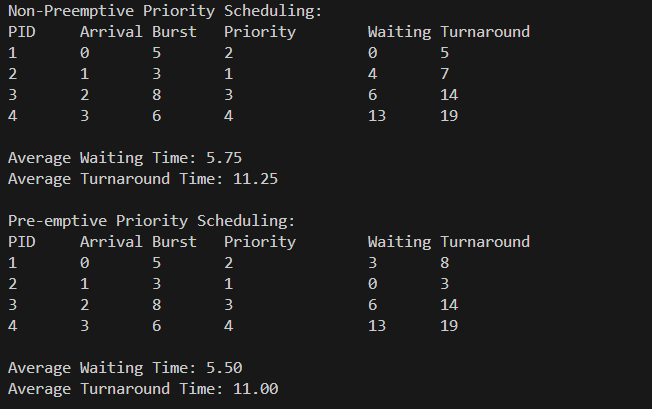 Non-Preemptive Priority Scheduling:
PID Arrival Burst Priority Waiting Turnaround
1 0 5 2 0 5
2 1 3 1 4 7
3 2 8 3 6 14
4 3 6 4 13 19
Average Waiting Time: 5.75
Average Turnaround Time: 11.25
Pre-emptive Priority Scheduling:
PID Arrival Burst Priority Waiting Turnaround
1 0 5 2 3 8
2 1 3 1 0 3
3 2 8 3 6 14
4 3 6 4 13 19
Average Waiting Time: 5.50
Average Turnaround Time: 11.00